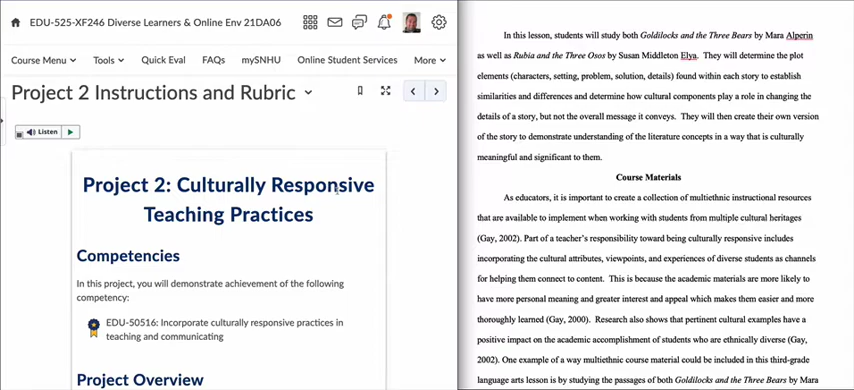 EDU-525-XF246 Diverse Learners & Online Env 21DA06
Course Menu
Tools
Quick Eval
FAQs
mySNHU
Online Student Services
More
Project 2 Instructions and Rubric
Listen
Project 2: Culturally Responsive
Teaching Practices
Competencies
In this project, you will demonstrate achievement of the following
competency:
EDU-50516: Incorporate culturally responsive practices in
teaching and communicating
Project Overview
In this lesson, students will study both Goldilocks and the Three Bears by Mara Alperin
as well as Rubia and the Three Osos by Susan Middleton Elya. They will determine the plot
elements (characters, setting, problem, solution, details) found within each story to establish
similarities and differences and determine how cultural components play a role in changing the
details of a story, but not the overall message it conveys. They will then create their own version
of the story to demonstrate understanding of the literature concepts in a way that is culturally
meaningful and significant to them.
Course Materials
As educators, it is important to create a collection of multiethnic instructional resources
that are available to implement when working with students from multiple cultural heritages
(Gay, 2002). Part of a teacher's responsibility toward being culturally responsive includes
incorporating the cultural attributes, viewpoints, and experiences of diverse students as channels
for helping them connect to content. This is because the academic materials are more likely to
have more personal meaning and greater interest and appeal which makes them easier and more
thoroughly learned (Gay, 2000). Research also shows that pertinent cultural examples have a
positive impact on the academic accomplishment of students who are ethnically diverse (Gay,
2002). One example of a way multiethnic course material could be included in this third-grade
language arts lesson is by studying the passages of both Goldilocks and the Three Bears by Mara